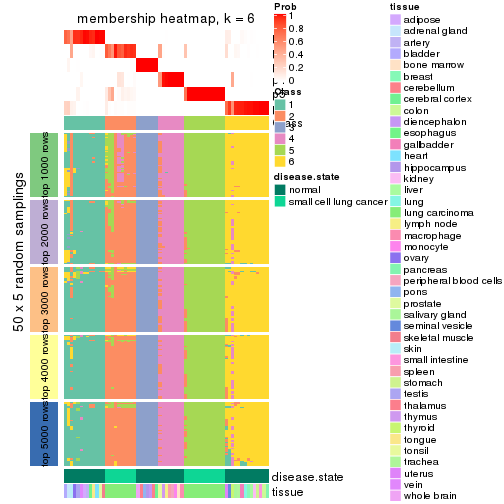 membership heatmap, k = 6
Prob
1
0.8
0.6
0.4
0.2
0
Class
1
2
3
4
5
6
disease.state
normal
small cell lung cancer
tissue
adipose
adrenal gland
artery
bladder
bone marrow
breast
cerebellum
cerebral cortex
colon
diencephalon
esophagus
gallbadder
heart
hippocampus
kidney
liver
lung
lung carcinoma
lymph node
macrophage
monocyte
ovary
pancreas
peripheral blood cells
pons
prostate
salivary gland
seminal vesicle
skeletal muscle
skin
small intestine
spleen
stomach
testis
thalamus
thymus
thyroid
tongue
tonsil
trachea
uterus
vein
whole brain
50 x 5 random samplings
top 1000 rows
top 2000 rows
top 3000 rows
top 4000 rows
top 5000 rows
disease.state
tissue